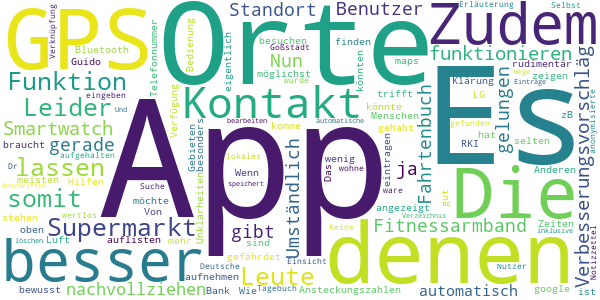 GPS
Orte
Standort
Benutzer
Zudem
Selbst
Erläuterung
Verknüpfung
Bluetooth
Guido
Telefonnummer
eigentlich
besuchen
Goßstadt
Nun
möglichst
finden
könnten
Bedienung
maps
funktionieren
rudimentär
zeigen
Einträge
Funktion
eingeben
Leider
Kontakt
Verfügung
wurde
trifft
Menschen
könnte
gehabt
Fahrtenbuch
Klärung
LG
gefunden
hat
RKI
Wege
zB
Einsicht
anonymisierte
gelungen
Verbesserungsvorschläg
Smartwatch
bearbeiten
automatische
komme
Und
braucht
gerade
Dr
aufgehalten
lassen
Gebieten
besonders
lokales
Wenn
speichert
Das
wenig
wohne
eintragen
ja
selten
Anderen
App
Es
Die
meisten
Hilfen
Anschriften
somit
möchte
Von
Unklarheiten
Suche
Umständlich
ware
Keine
angezeigt
Verzeichnis
gut
Fitnessarmband
Supermarkt
gibt
stehen
wertlos
oben
Luft
auflisten
mehr
sind
gefährdet
Einsicht
denen
automatisch
Zeiten
inklusive
besser
Leute
löschen
nachvollziehen
bewusst
aufnehmen
Deutsche
Bank
Wie
Tagebuch
Ansteckungszahlen
Nutzer
google
ist
Notizzettel